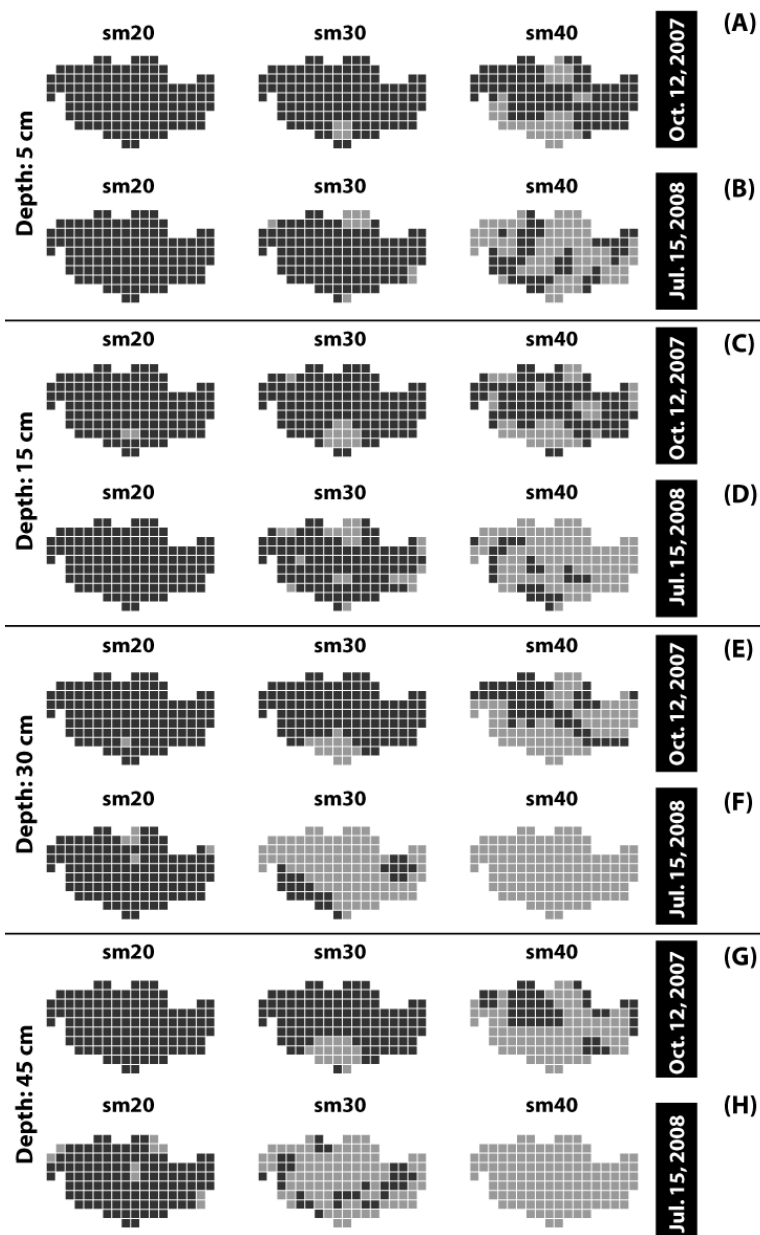 sm20 sm30 sm40 (A)
Oct. 12, 2007
Depth: 5 cm
sm20 sm30 sm40 (B)
Jul. 15, 2008
sm20 sm30 sm40 (C)
Oct. 12, 2007
Depth: 15 cm
sm20 sm30 sm40 (D)
Jul. 15, 2008
sm20 sm30 sm40 (E)
Oct. 12, 2007
Depth: 30 cm
sm20 sm30 sm40 (F)
Jul. 15, 2008
sm20 sm30 sm40 (G)
Oct. 12, 2007
Depth: 45 cm
sm20 sm30 sm40 (H)
Jul. 15, 2008